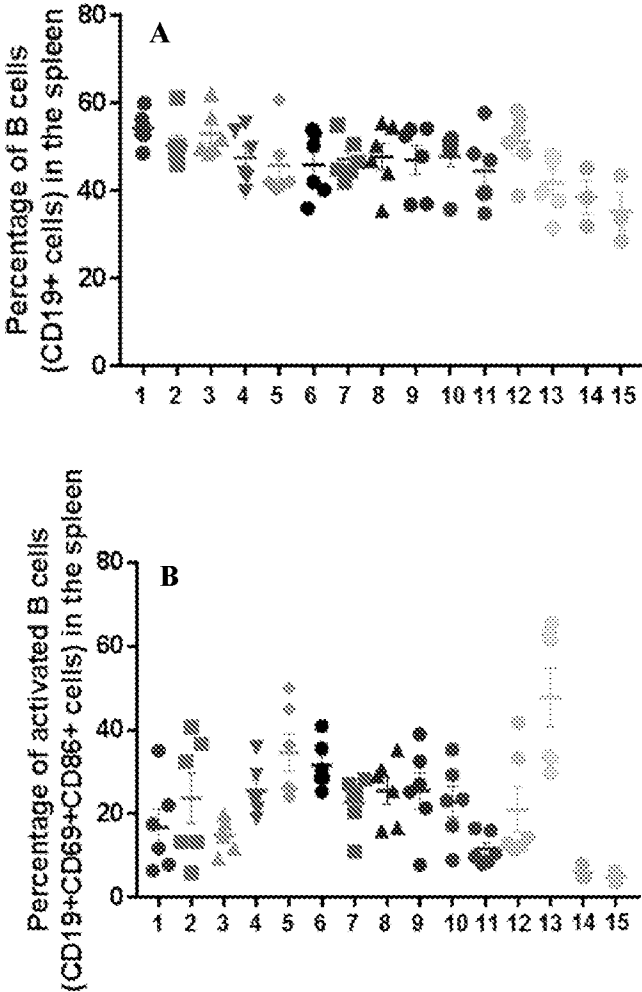 A
Percentage of B cells
(CD19+ cells) in the spleen
80
60
40
20
0
1 2 3 4 5 6 7 8 9 10 11 12 13 14 15
B
Percentage of activated B cells
(CD19+CD69+CD86+ cells) in the spleen
80
60
40
20
0
1 2 3 4 5 6 7 8 9 10 11 12 13 14 15